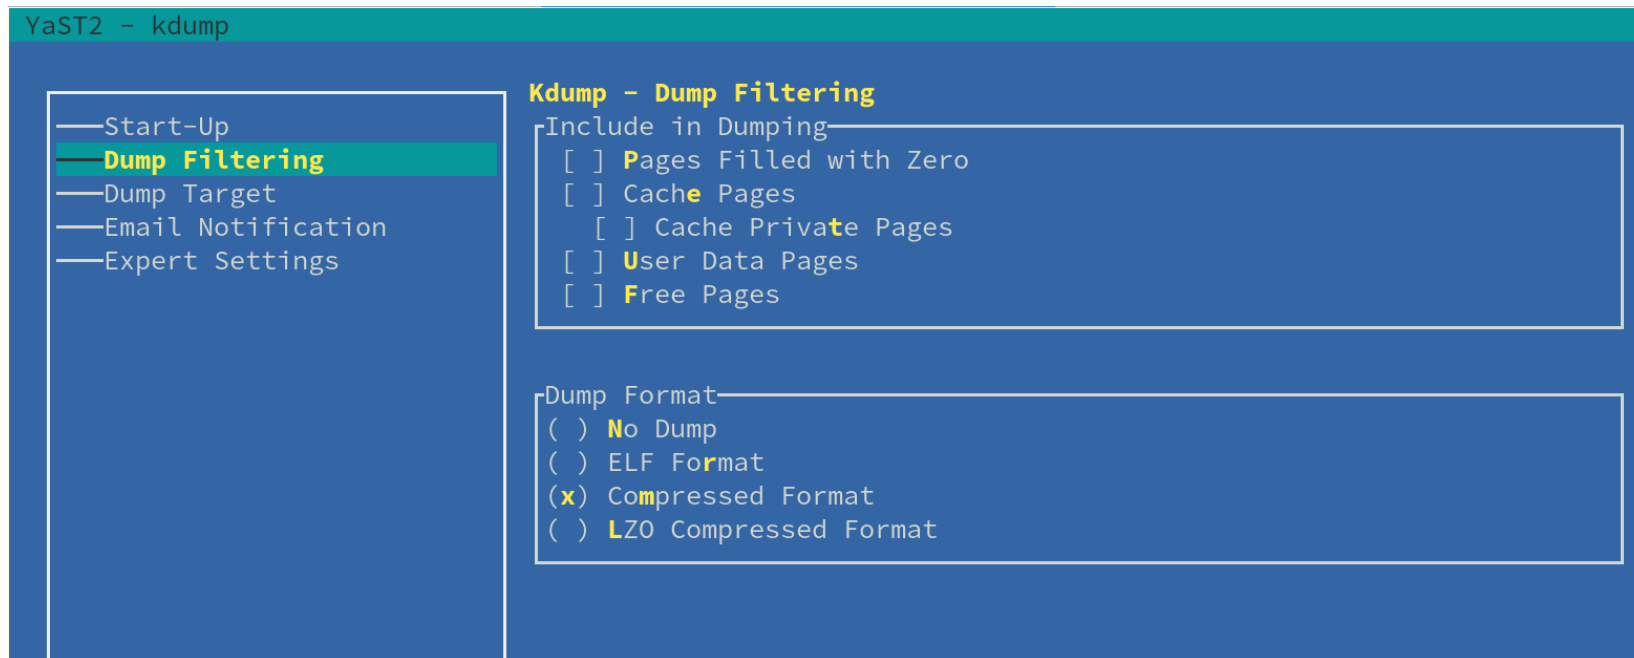 YaST2 - kdump
Start-Up
Dump Filtering
Dump Target
Email Notification
Expert Settings
Kdump - Dump Filtering
Include in Dumping
[ ] Pages Filled with Zero
[ ] Cache Pages
[ ] Cache Private Pages
[ ] User Data Pages
[ ] Free Pages
Dump Format
( ) No Dump
( ) ELF Format
(x) Compressed Format
( ) LZO Compressed Format